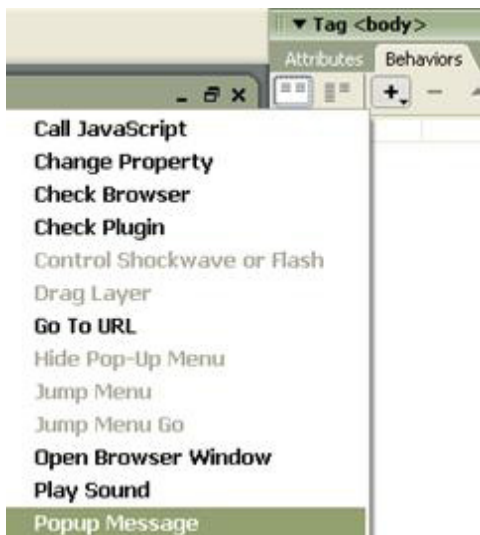 Tag <body>
Attributes Behaviors
Call JavaScript
Change Property
Check Browser
Check Plugin
Control Shockwave or Flash
Drag Layer
Go To URL
Hide Pop-Up Menu
Jump Menu
Jump Menu Go
Open Browser Window
Play Sound
Popup Message